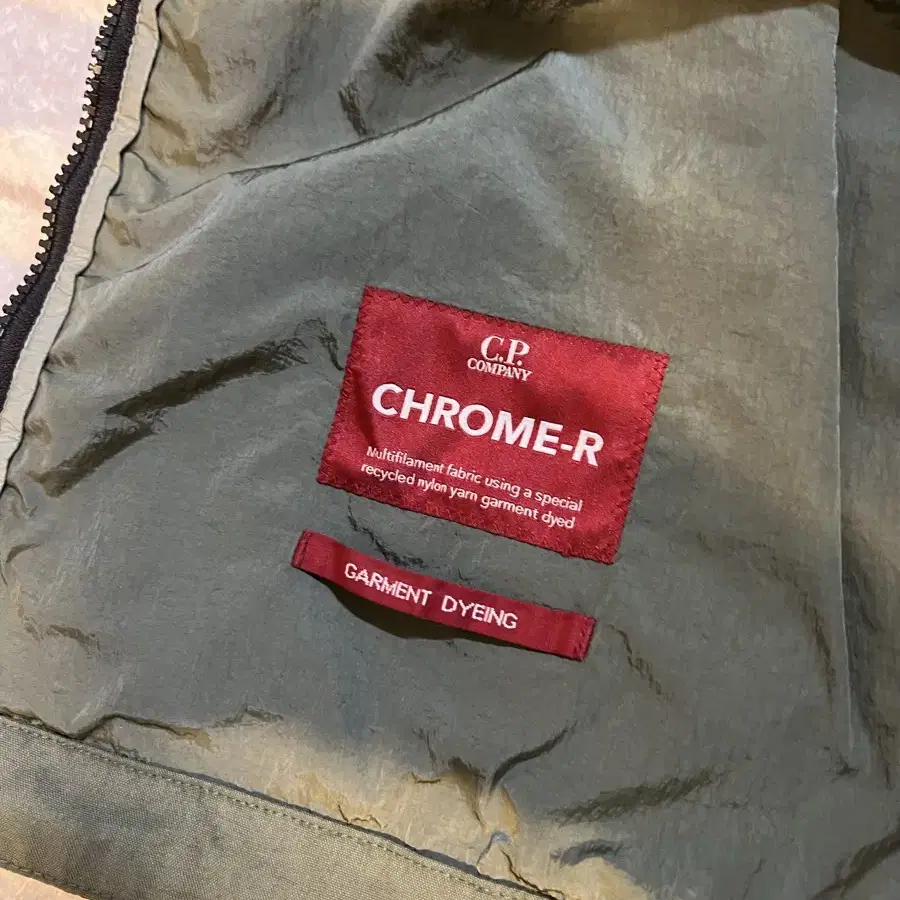 C.P.
COMPANY
CHROME-R
Multifilament fabric using a special
recycled nylon yarn garment dyed
GARMENT DYEING